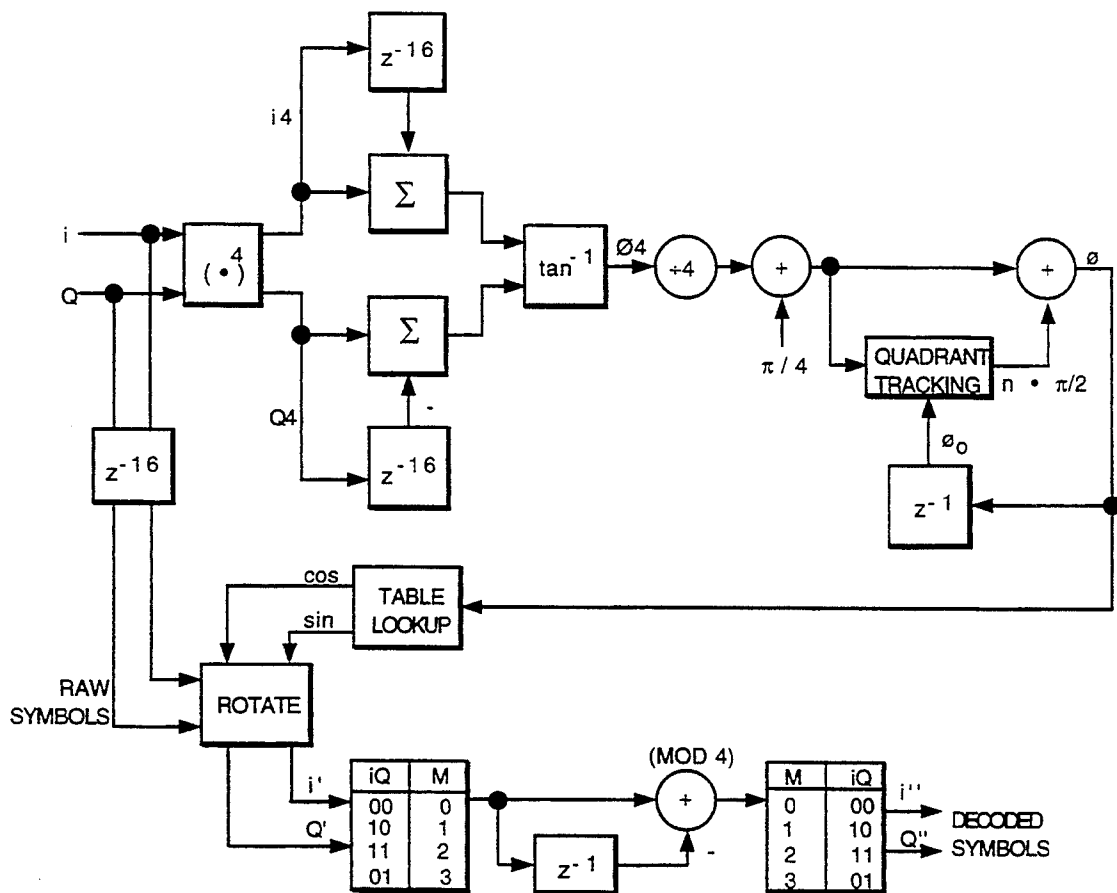 z⁻¹⁶
i4
Σ
i
(•)⁴
tan⁻¹
Ø4
÷4
+
+
ø
Q
Σ
π / 4
QUADRANT
TRACKING
n • π/2
Q4
-
z⁻¹⁶
z⁻¹⁶
ø₀
z⁻¹
cos
TABLE
LOOKUP
sin
RAW
SYMBOLS
ROTATE
(MOD 4)
i'
iQ M
00 0
10 1
11 2
01 3
+
M iQ
0 00
1 10
2 11
3 01
i''
DECODED
SYMBOLS
Q'
z⁻¹
-
Q''